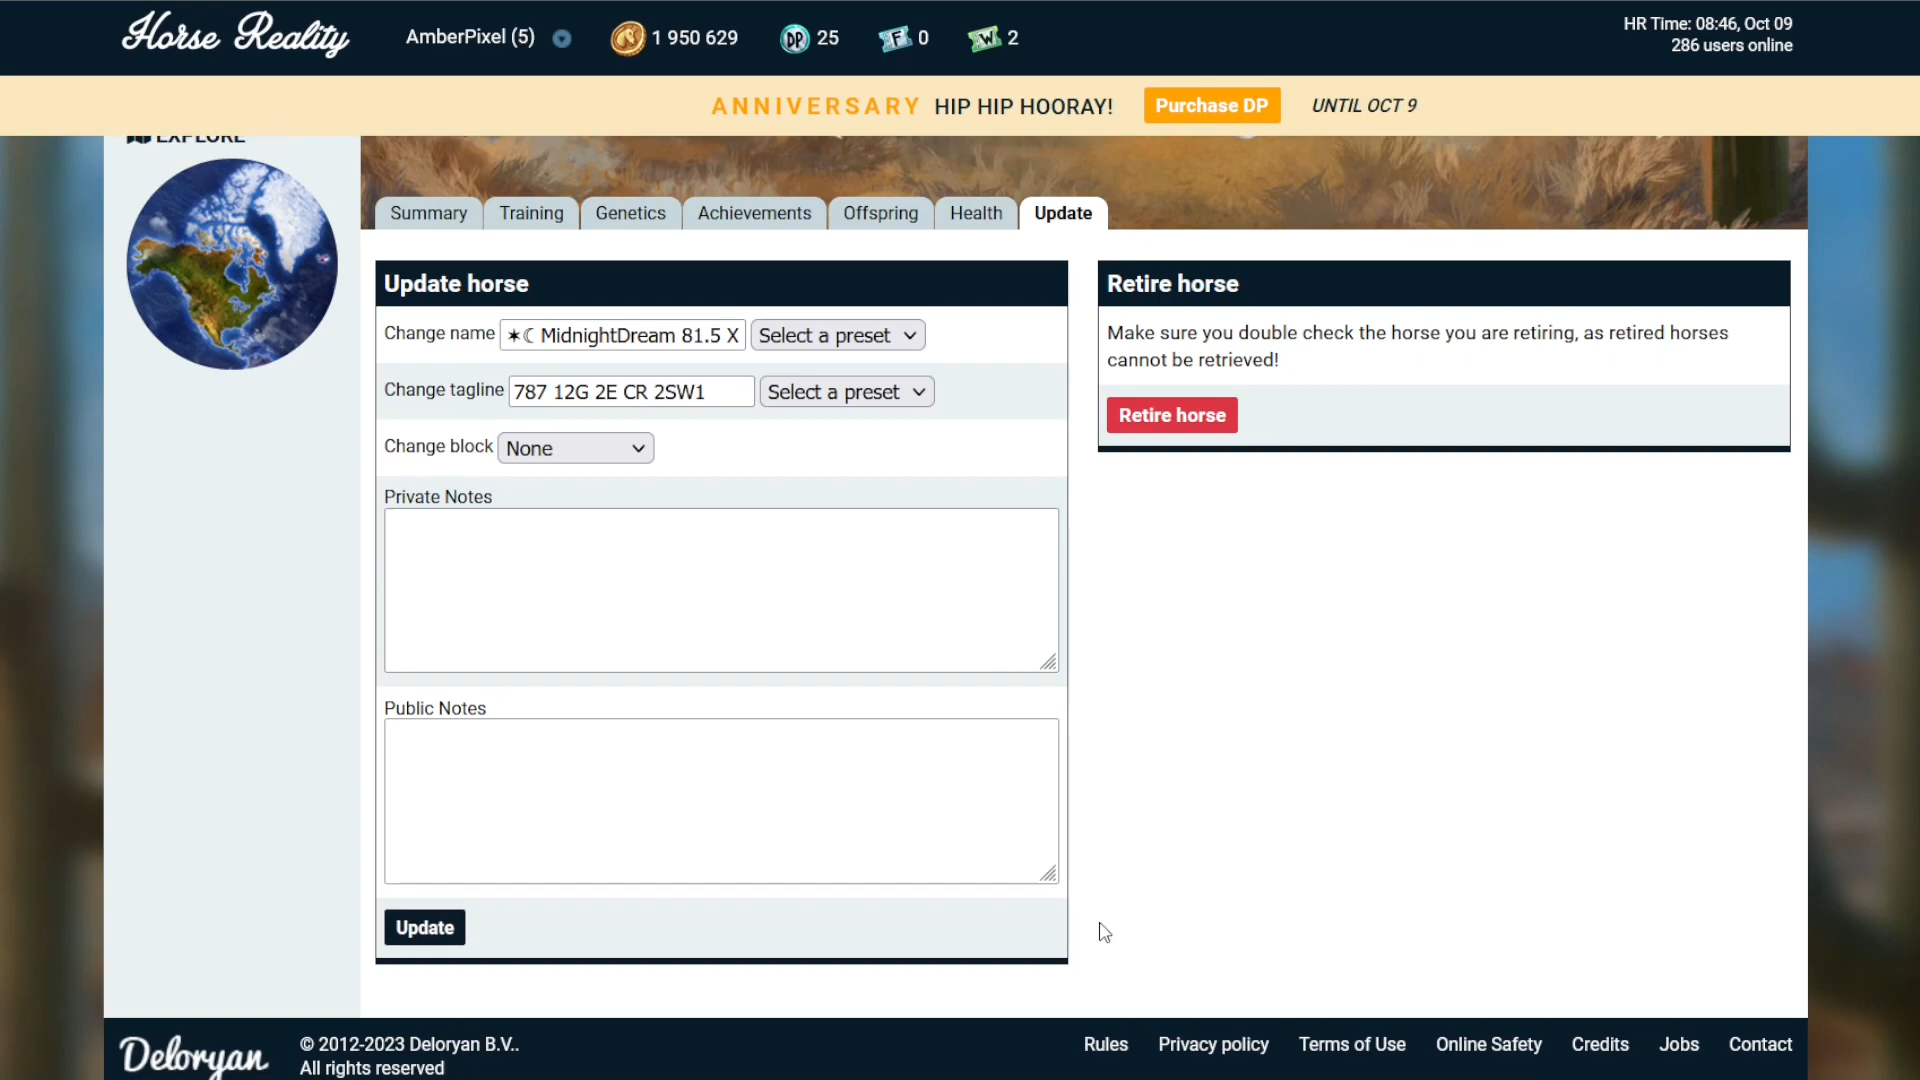 Horse Reality
AmberPixel (5)
1 950 629
DP
25
F
0
W
2
HR Time: 08:46, Oct 09
286 users online
ANNIVERSARY HIP HIP HOORAY!
Purchase DP
UNTIL OCT 9
EXPLORE
Summary
Training
Genetics
Achievements
Offspring
Health
Update
Update horse
Change name ✶☾ MidnightDream 81.5 X Select a preset
Change tagline 787 12G 2E CR 2SW1 Select a preset
Change block None
Private Notes
Public Notes
Update
Retire horse
Make sure you double check the horse you are retiring, as retired horses
cannot be retrieved!
Retire horse
Deloryan
© 2012-2023 Deloryan B.V..
All rights reserved
Rules
Privacy policy
Terms of Use
Online Safety
Credits
Jobs
Contact